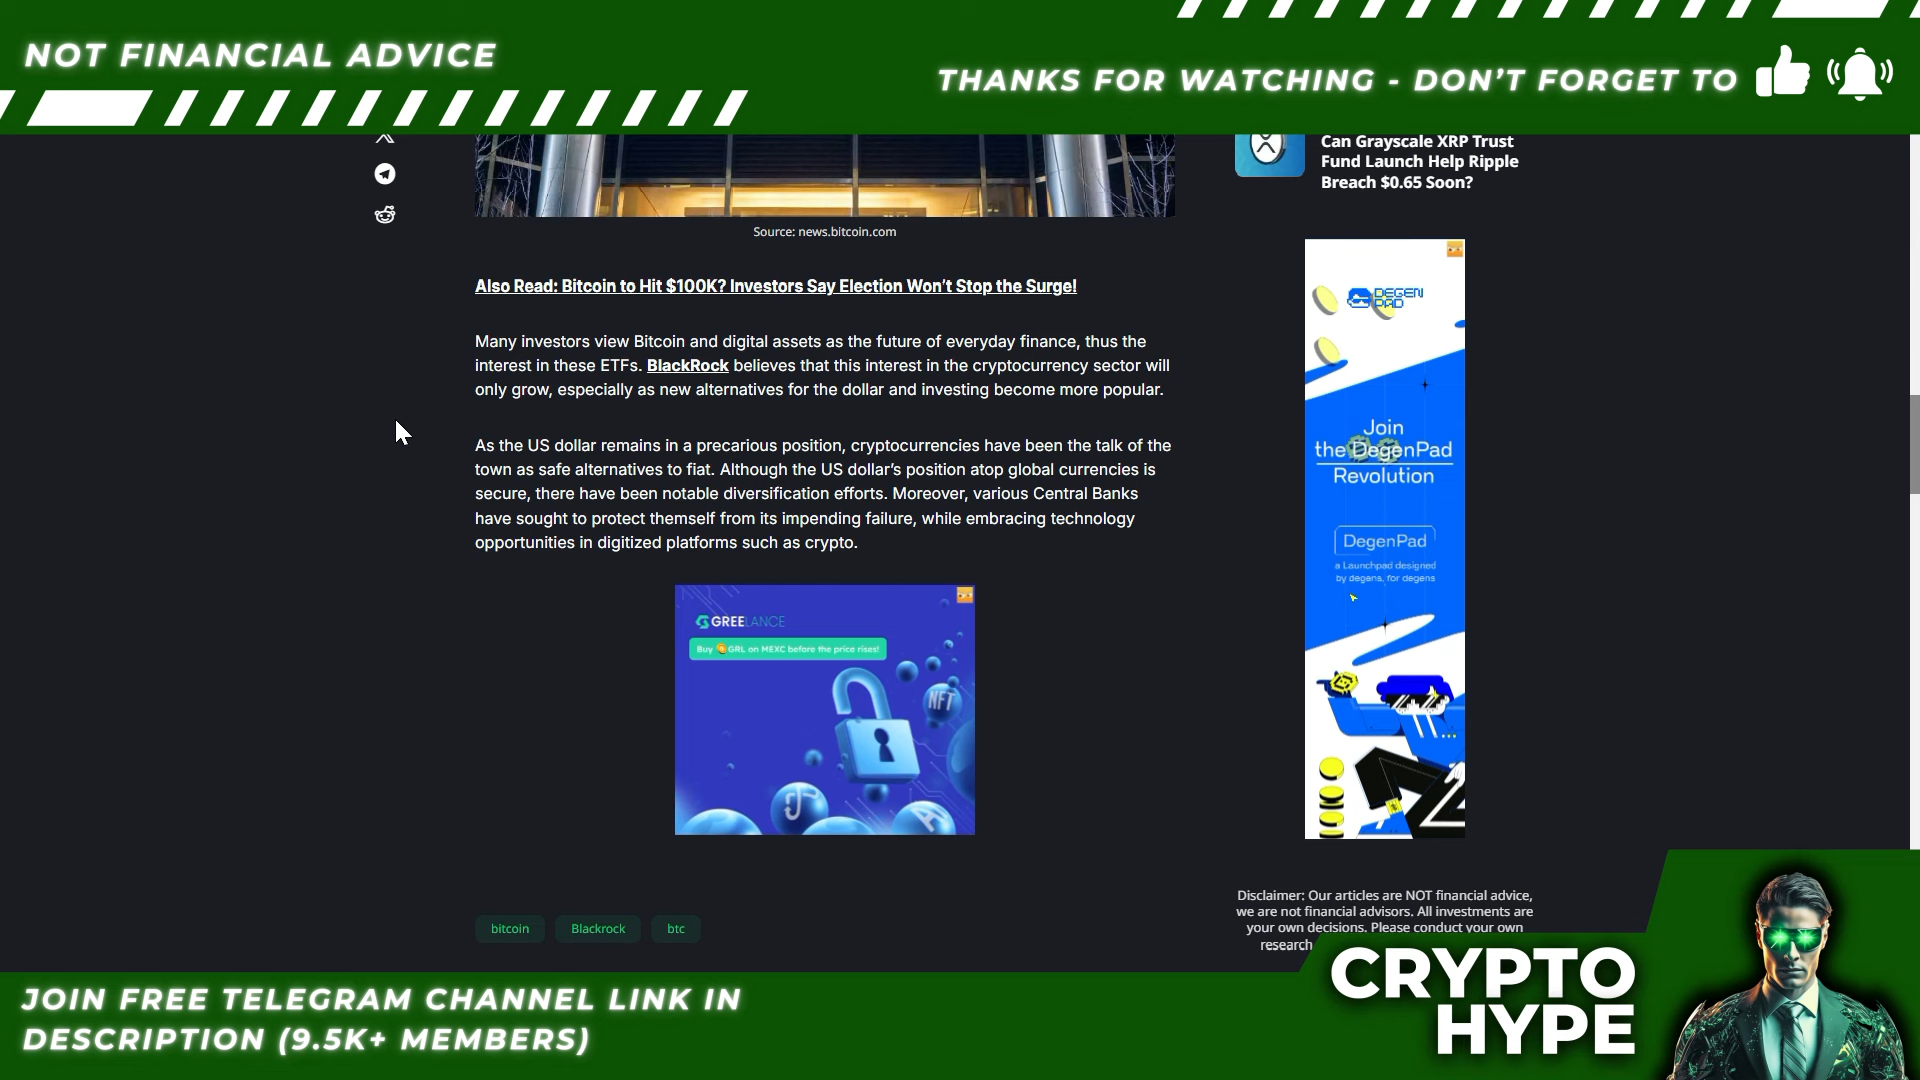 NOT FINANCIAL ADVICE
THANKS FOR WATCHING - DON'T FORGET TO
Can Grayscale XRP Trust
Fund Launch Help Ripple
Breach $0.65 Soon?
Source: news.bitcoin.com
Also Read: Bitcoin to Hit $100K? Investors Say Election Won't Stop the Surge!
Many investors view Bitcoin and digital assets as the future of everyday finance, thus the
interest in these ETFs. BlackRock believes that this interest in the cryptocurrency sector will
only grow, especially as new alternatives for the dollar and investing become more popular.
As the US dollar remains in a precarious position, cryptocurrencies have been the talk of the
town as safe alternatives to fiat. Although the US dollar's position atop global currencies is
secure, there have been notable diversification efforts. Moreover, various Central Banks
have sought to protect themself from its impending failure, while embracing technology
opportunities in digitized platforms such as crypto.
GREELANCE
Buy GRL on MEXC before the price rises!
NFT
DEGEN
PAD
Join
the DegenPad
Revolution
DegenPad
a Launchpad designed
by degens, for degens
bitcoin
Blackrock
btc
Disclaimer: Our articles are NOT financial advice,
we are not financial advisors. All investments are
your own decisions. Please conduct your own
research
JOIN FREE TELEGRAM CHANNEL LINK IN
DESCRIPTION (9.5K+ MEMBERS)
CRYPTO
HYPE